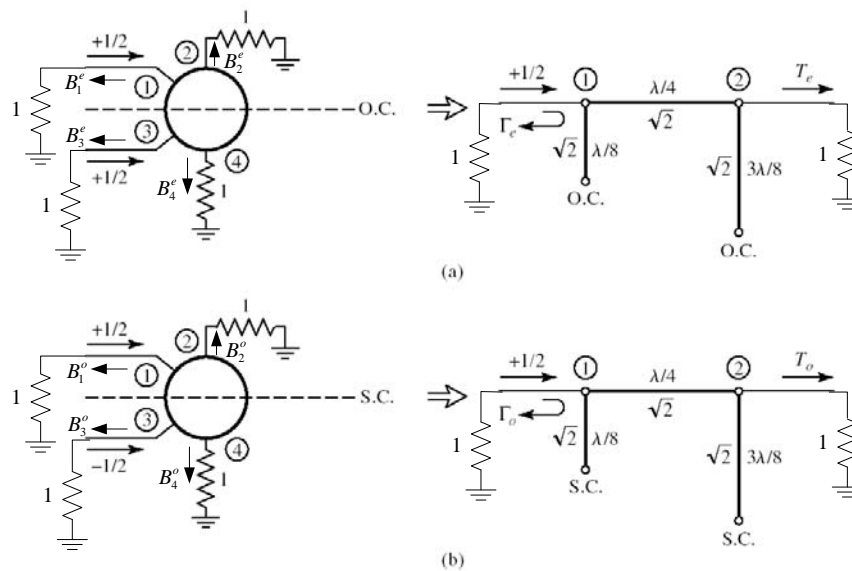 1
+1/2
②
B₂ᵉ
B₁ᵉ
①
1
O.C.
③
B₃ᵉ
④
+1/2
B₄ᵉ
1
1
+1/2
①
λ/4
②
Tₑ
Γₑ
√2
√2 λ/8
1
√2 3λ/8
1
O.C.
O.C.
(a)
1
+1/2
②
B₂ᵒ
B₁ᵒ
①
1
S.C.
③
B₃ᵒ
④
−1/2
B₄ᵒ
1
1
+1/2
①
λ/4
②
Tₒ
Γₒ
√2
√2 λ/8
1
√2 3λ/8
1
S.C.
S.C.
(b)